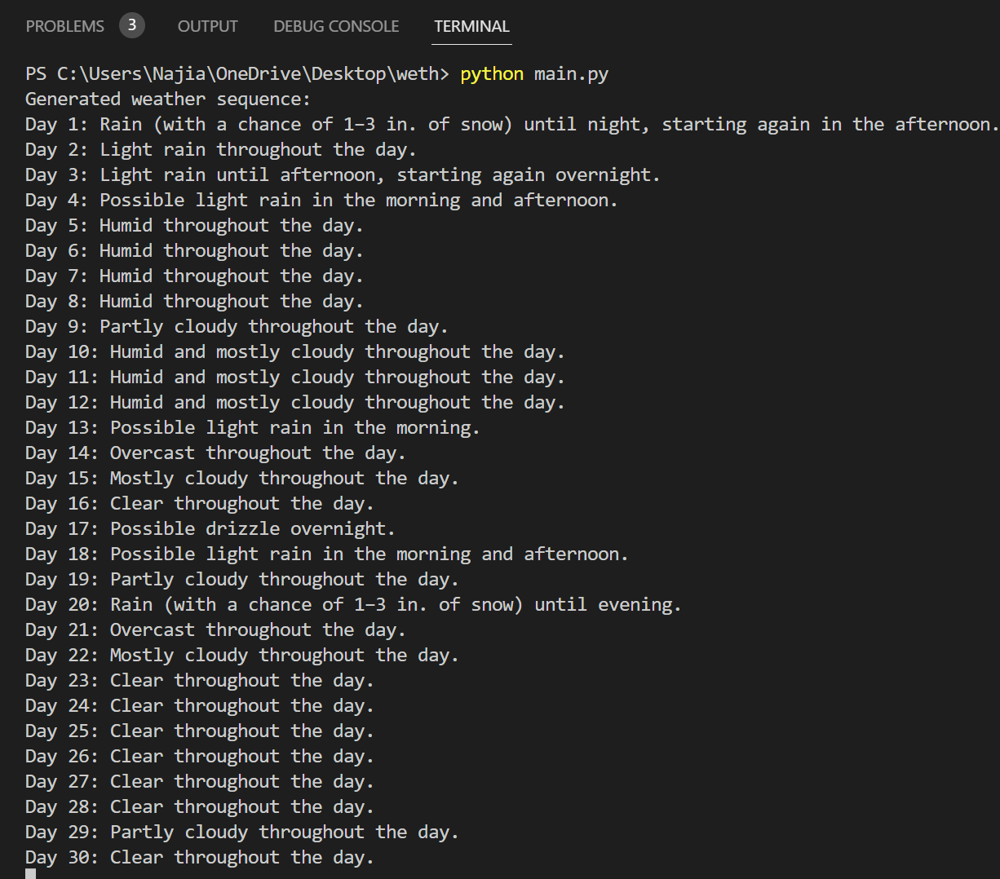 PROBLEMS 3 OUTPUT DEBUG CONSOLE TERMINAL
PS C:\Users\Najia\OneDrive\Desktop\weth> python main.py
Generated weather sequence:
Day 1: Rain (with a chance of 1–3 in. of snow) until night, starting again in the afternoon.
Day 2: Light rain throughout the day.
Day 3: Light rain until afternoon, starting again overnight.
Day 4: Possible light rain in the morning and afternoon.
Day 5: Humid throughout the day.
Day 6: Humid throughout the day.
Day 7: Humid throughout the day.
Day 8: Humid throughout the day.
Day 9: Partly cloudy throughout the day.
Day 10: Humid and mostly cloudy throughout the day.
Day 11: Humid and mostly cloudy throughout the day.
Day 12: Humid and mostly cloudy throughout the day.
Day 13: Possible light rain in the morning.
Day 14: Overcast throughout the day.
Day 15: Mostly cloudy throughout the day.
Day 16: Clear throughout the day.
Day 17: Possible drizzle overnight.
Day 18: Possible light rain in the morning and afternoon.
Day 19: Partly cloudy throughout the day.
Day 20: Rain (with a chance of 1–3 in. of snow) until evening.
Day 21: Overcast throughout the day.
Day 22: Mostly cloudy throughout the day.
Day 23: Clear throughout the day.
Day 24: Clear throughout the day.
Day 25: Clear throughout the day.
Day 26: Clear throughout the day.
Day 27: Clear throughout the day.
Day 28: Clear throughout the day.
Day 29: Partly cloudy throughout the day.
Day 30: Clear throughout the day.